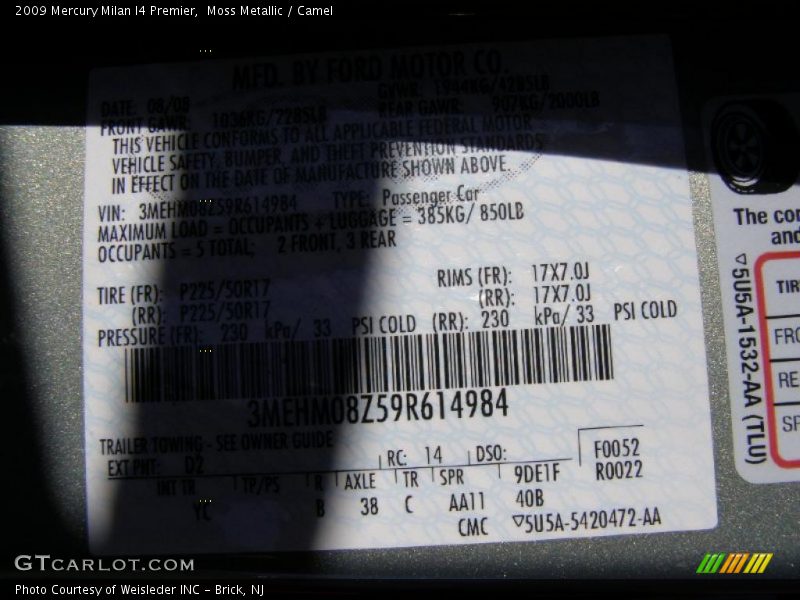 2009 Mercury Milan I4 Premier,  Moss Metallic / Camel
MFD. BY FORD MOTOR CO.
DATE: 08/08 GVWR: 1944KG/4285LB
FRONT GAWR: 1036KG/2285LB REAR GAWR: 907KG/2000LB
THIS VEHICLE CONFORMS TO ALL APPLICABLE FEDERAL MOTOR
VEHICLE SAFETY, BUMPER, AND THEFT PREVENTION STANDARDS
IN EFFECT ON THE DATE OF MANUFACTURE SHOWN ABOVE
VIN: 3MEHM08Z59R614984 TYPE: Passenger Car
MAXIMUM LOAD = OCCUPANTS + LUGGAGE = 385KG/ 850LB
OCCUPANTS = 5 TOTAL; 2 FRONT, 3 REAR
TIRE (FR): P225/50R17 RIMS (FR): 17X7.0J
(RR): P225/50R17 (RR): 17X7.0J
PRESSURE (FR): 230 kPa/ 33 PSI COLD (RR): 230 kPa/ 33 PSI COLD
3MEHM08Z59R614984
TRAILER TOWING - SEE OWNER GUIDE
EXT PNT: D2 RC: 14 DSO: F0052
INT TR TP/PS R AXLE TR SPR 9DE1F R0022
YC B 38 C AA11 40B
CMC ▽5U5A-5420472-AA
The con
and
▽5U5A-1532-AA (TLU)
TIR
FRO
RE
SP
GTCARLOT.COM
Photo Courtesy of Weisleder INC – Brick, NJ